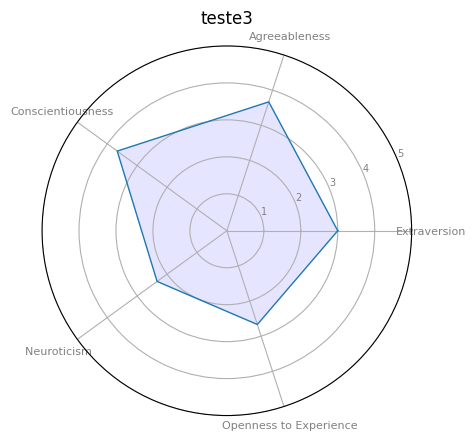 teste3
Agreeableness
Conscientiousness
5
4
3
2
1
Extraversion
Neuroticism
Openness to Experience